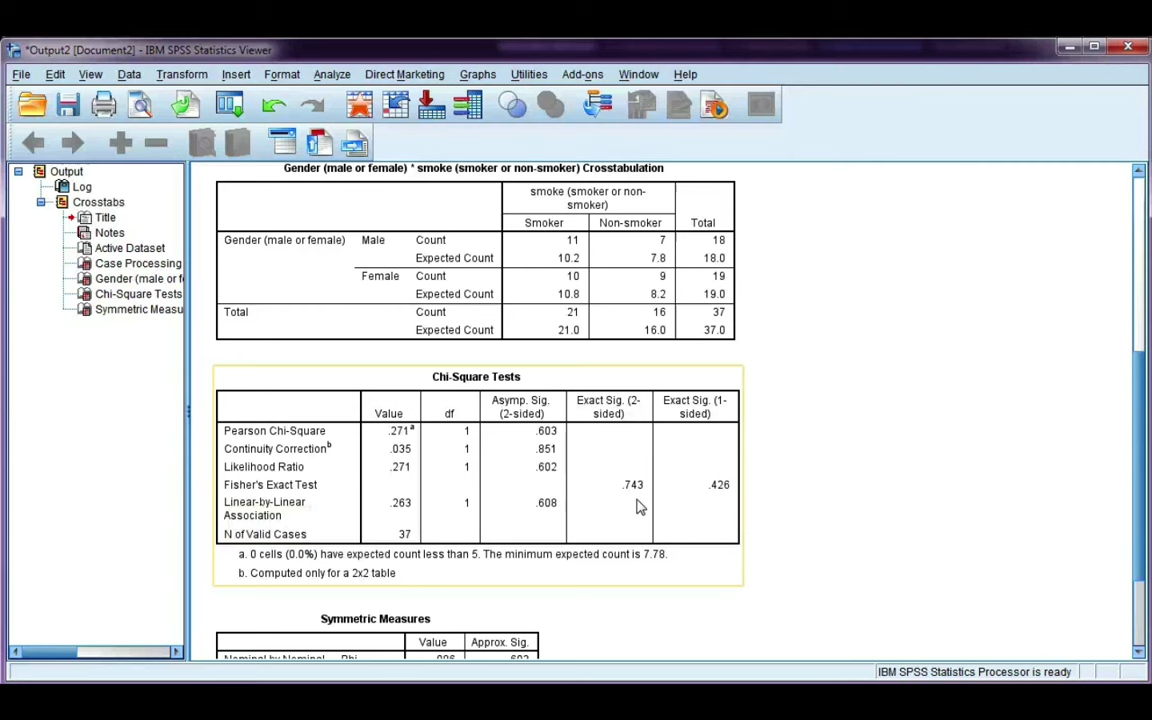 *Output2 [Document2] - IBM SPSS Statistics Viewer
File Edit View Data Transform Insert Format Analyze Direct Marketing Graphs Utilities Add-ons Window Help
Output
Log
Crosstabs
Title
Notes
Active Dataset
Case Processing
Gender (male or f
Chi-Square Tests
Symmetric Measu
Gender (male or female) * smoke (smoker or non-smoker) Crosstabulation
smoke (smoker or non-
smoker)
Smoker Non-smoker Total
Gender (male or female) Male Count 11 7 18
Expected Count 10.2 7.8 18.0
Female Count 10 9 19
Expected Count 10.8 8.2 19.0
Total Count 21 16 37
Expected Count 21.0 16.0 37.0
Chi-Square Tests
Value df Asymp. Sig. (2-sided) Exact Sig. (2-sided) Exact Sig. (1-sided)
Pearson Chi-Square .271a 1 .603
Continuity Correctionb .035 1 .851
Likelihood Ratio .271 1 .602
Fisher's Exact Test .743 .426
Linear-by-Linear
Association .263 1 .608
N of Valid Cases 37
a. 0 cells (0.0%) have expected count less than 5. The minimum expected count is 7.78.
b. Computed only for a 2x2 table
Symmetric Measures
Value Approx. Sig.
IBM SPSS Statistics Processor is ready